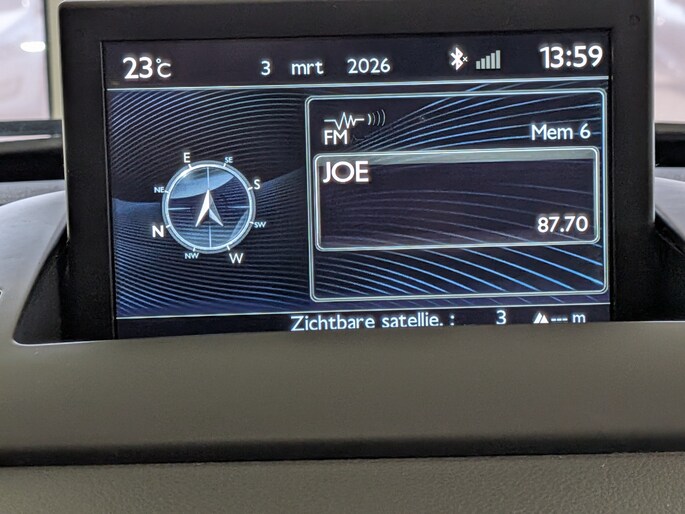 23°C 3 mrt 2026 13:59
FM Mem 6
JOE
87.70
E SE
NE S
N SW
NW W
Zichtbare satellie. : 3 --- m